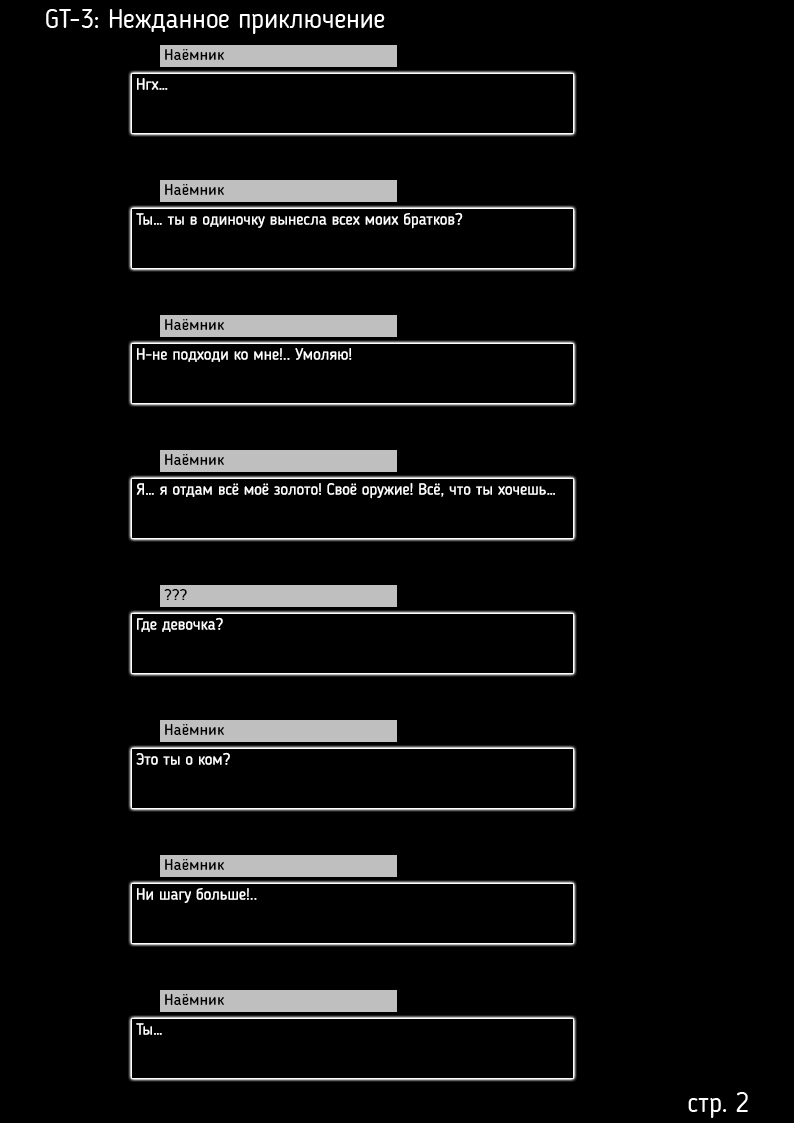 GT-3: Нежданное приключение
Наёмник
Нгх...
Наёмник
Ты... ты в одиночку вынесла всех моих братков?
Наёмник
Н-не подходи ко мне!.. Умоляю!
Наёмник
Я... я отдам всё моё золото! Своё оружие! Всё, что ты хочешь...
???
Где девочка?
Наёмник
Это ты о ком?
Наёмник
Ни шагу больше!..
Наёмник
Ты...
стр. 2